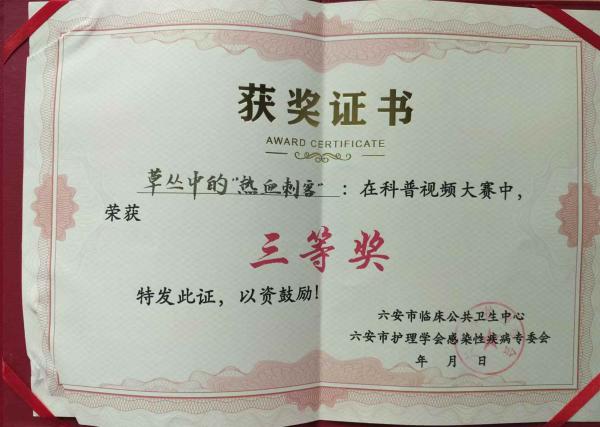 获奖证书
AWARD CERTIFICATE
草丛中的"热血刺客":在科普视频大赛中,
荣获
三等奖
特发此证,以资鼓励!
六安市临床公共卫生中心
六安市护理学会感染性疾病专委会
年 月 日